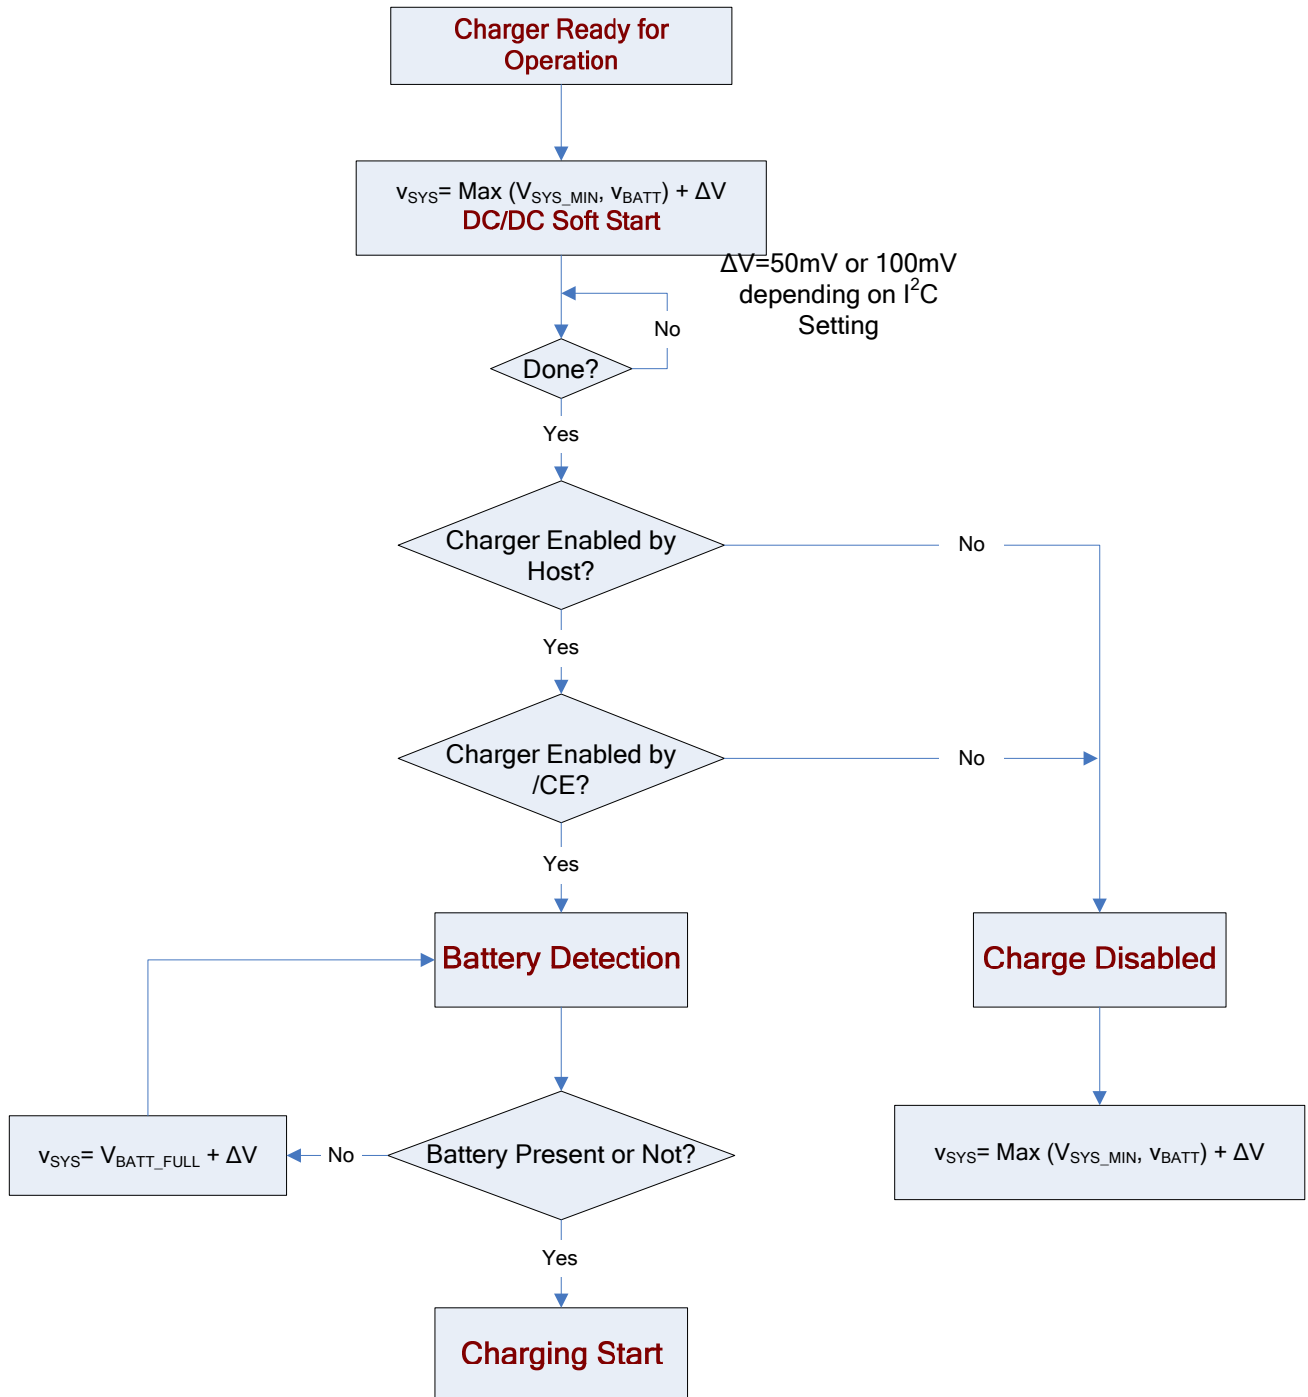 Charger Ready for
Operation
vSYS= Max (VSYS_MIN, vBATT) + ΔV
DC/DC Soft Start
ΔV=50mV or 100mV
depending on I²C
Setting
No
Done?
Yes
Charger Enabled by
Host?
No
Yes
Charger Enabled by
/CE?
No
Yes
Battery Detection
Charge Disabled
vSYS= VBATT_FULL + ΔV
No
Battery Present or Not?
vSYS= Max (VSYS_MIN, vBATT) + ΔV
Yes
Charging Start